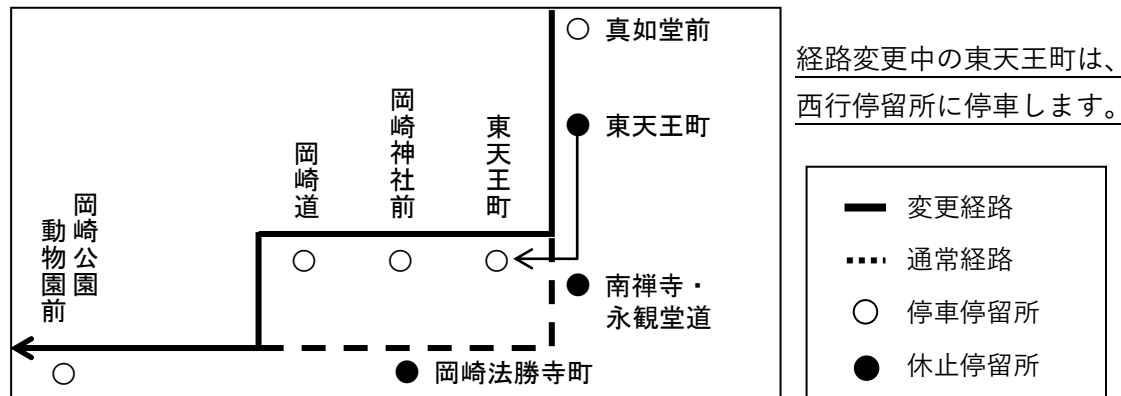 真如堂前
経路変更中の東天王町は、
西行停留所に停車します。
東天王町
岡崎公園
動物園前
岡崎道
岡崎神社前
東天王町
南禅寺・
永観堂道
岡崎法勝寺町
変更経路
通常経路
停車停留所
休止停留所